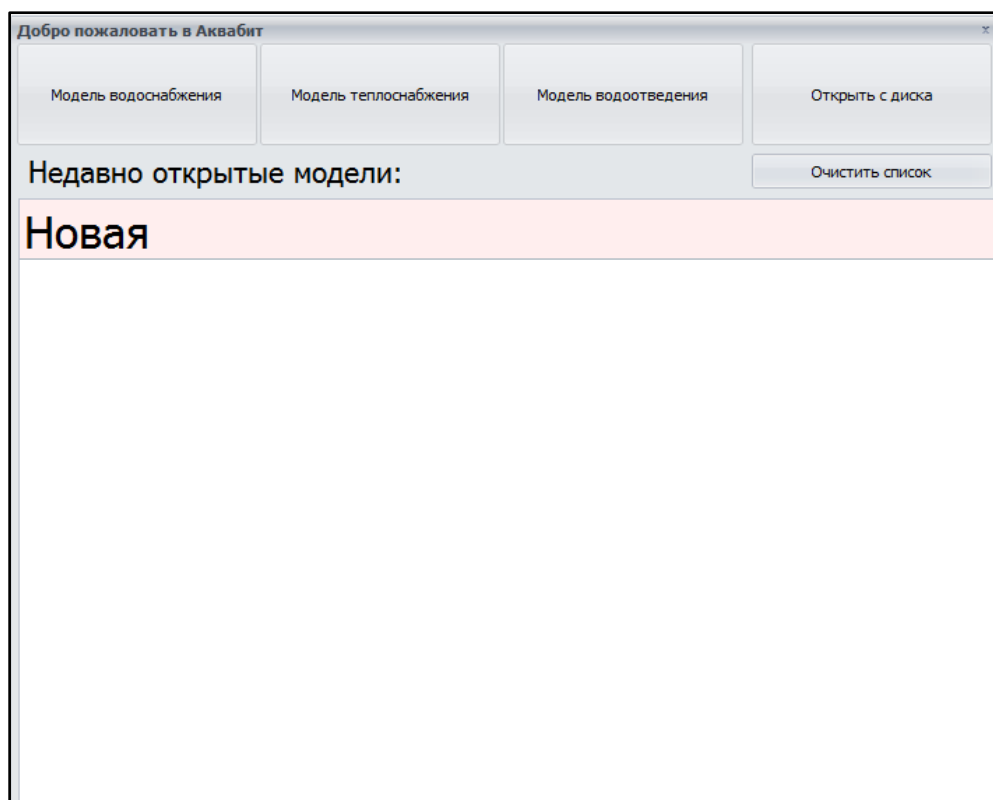 Добро пожаловать в Аквабит
Модель водоснабжения Модель теплоснабжения Модель водоотведения Открыть с диска
Недавно открытые модели: Очистить список
Новая